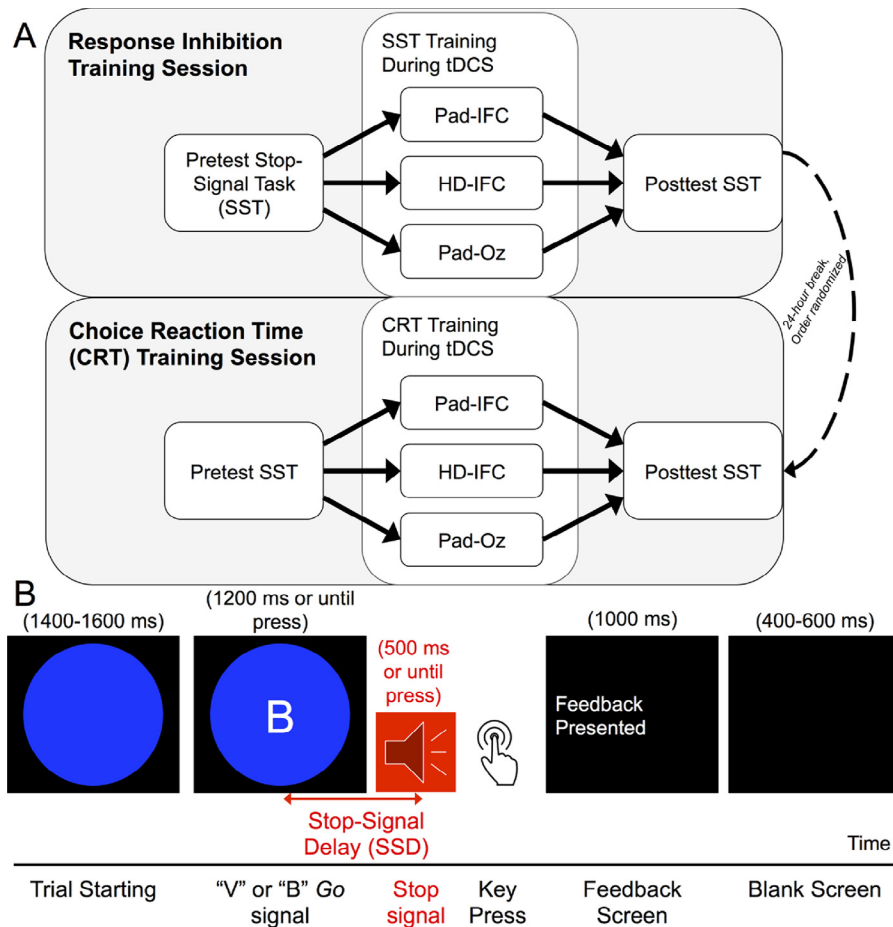 A
Response Inhibition
Training Session
SST Training
During tDCS
Pretest Stop-
Signal Task
(SST)
Pad-IFC
HD-IFC
Pad-Oz
Posttest SST
24-hour break,
Order randomized
Choice Reaction Time
(CRT) Training Session
CRT Training
During tDCS
Pretest SST
Pad-IFC
HD-IFC
Pad-Oz
Posttest SST
B
(1400-1600 ms)
(1200 ms or until
press)
(500 ms
or until
press)
(1000 ms)
(400-600 ms)
B
Feedback
Presented
Stop-Signal
Delay (SSD)
Time
Trial Starting
“V” or “B” Go
signal
Stop
signal
Key
Press
Feedback
Screen
Blank Screen